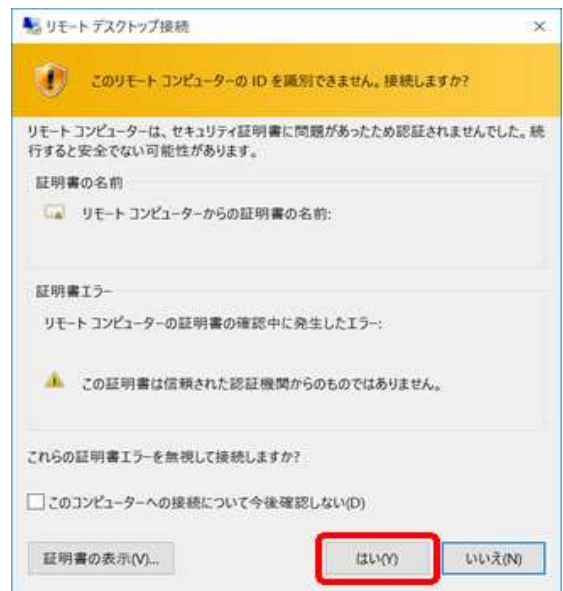 リモート デスクトップ接続
このリモート コンピューターの ID を識別できません。接続しますか?
リモート コンピューターは、セキュリティ証明書に問題があったため認証されませんでした。続
行すると安全でない可能性があります。
証明書の名前
リモート コンピューターからの証明書の名前:
証明書エラー
リモート コンピューターの証明書の確認中に発生したエラー:
この証明書は信頼された認証機関からのものではありません。
これらの証明書エラーを無視して接続しますか?
このコンピューターへの接続について今後確認しない(D)
証明書の表示(V)...
はい(Y)
いいえ(N)